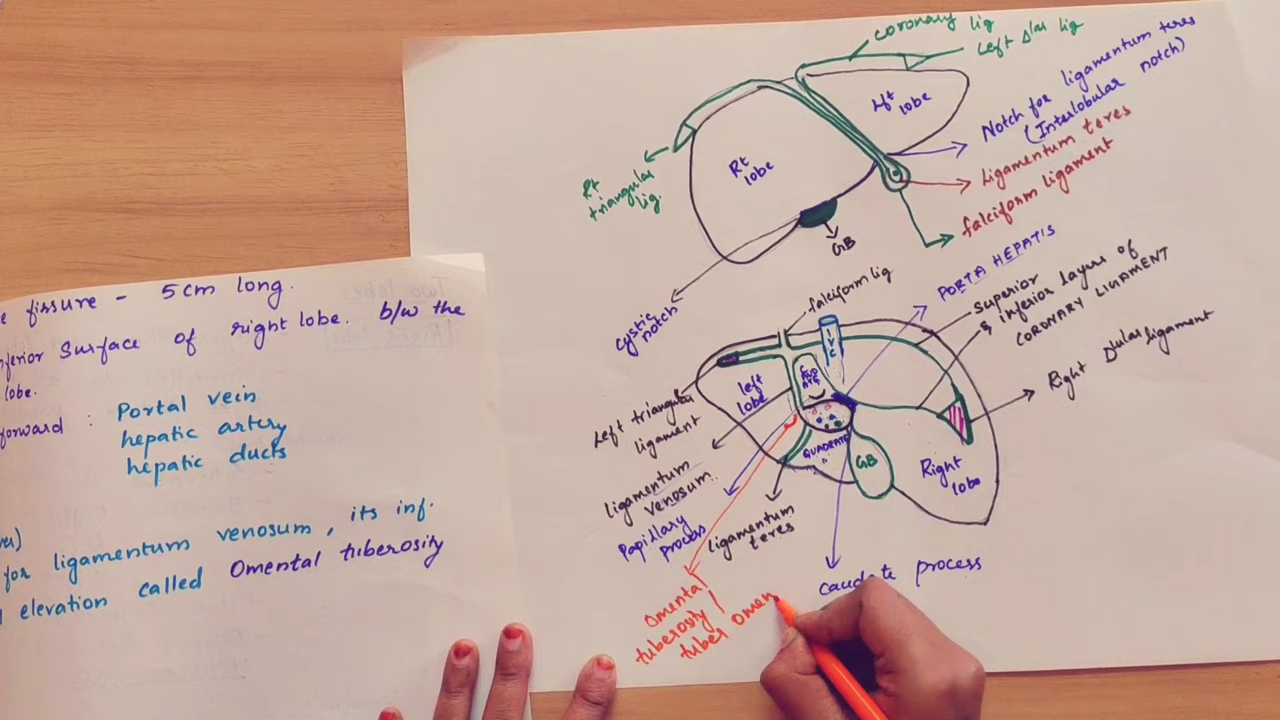 e fissure - 5cm long.
nferior Surface of right lobe. b/w the
lobe.
forward : Portal vein
hepatic artery
hepatic ducts
for ligamentum venosum, its inf.
elevation called Omental tuberosity
coronary lig
Left Δlar lig
Lft lobe
Notch for ligamentum teres
(Interlobular notch)
Ligamentum teres
falciform ligament
Rt lobe
Rt
triangular
lig
GB
cystic
notch
falciform lig
PORTA HEPATIS
Superior
& inferior layers of
CORONARY LIGAMENT
Right Δular ligament
IVC
left
lobe
QUADRATE
GB
Right
lobe
Left triangular
ligament
ligamentum
venosum.
Papillary
process
ligamentum
teres
caudate process
omental
tuberosity
tuber omen